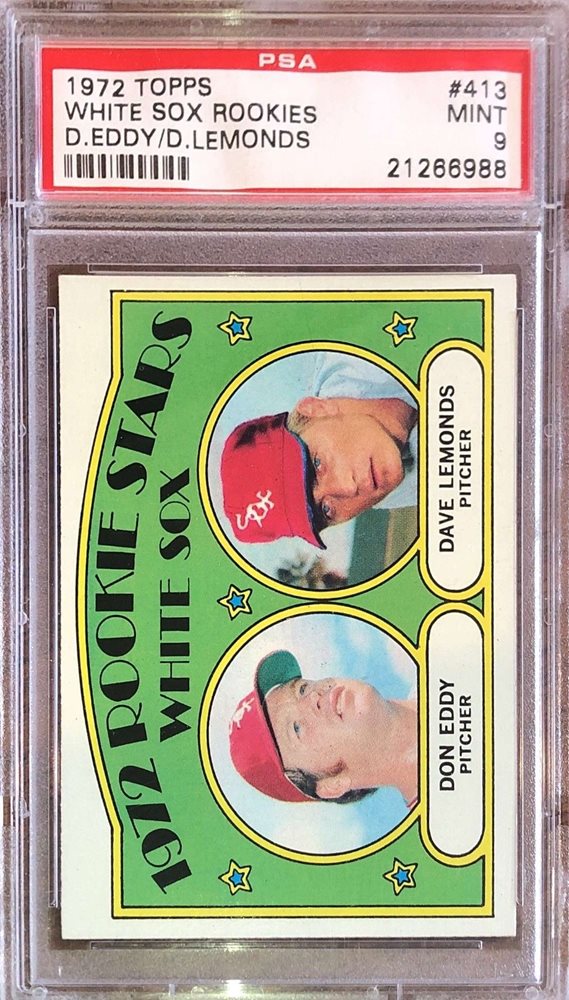 PSA
1972 TOPPS #413
WHITE SOX ROOKIES MINT
D.EDDY/D.LEMONDS 9
21266988
1972 ROOKIE STARS
WHITE SOX
DON EDDY
PITCHER
DAVE LEMONDS
PITCHER
SOX